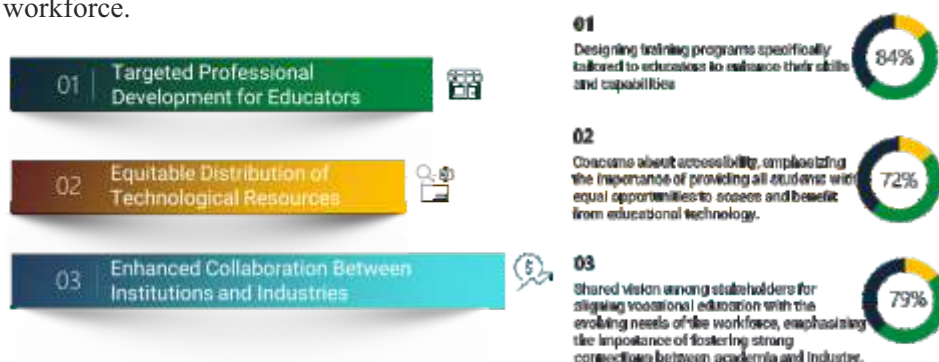 workforce.
01
Targeted Professional
Development for Educators
02
Equitable Distribution of
Technological Resources
03
Enhanced Collaboration Between
Institutions and Industries
01
Designing training programs specifically
tailored to educators to enhance their skills
and capabilities
84%
02
Concerns about accessibility, emphasizing
the importance of providing all students with
equal opportunities to access and benefit
from educational technology.
72%
03
Shared vision among stakeholders for
aligning vocational education with the
evolving needs of the workforce, emphasizing
the importance of fostering strong
connections between academia and industry.
79%